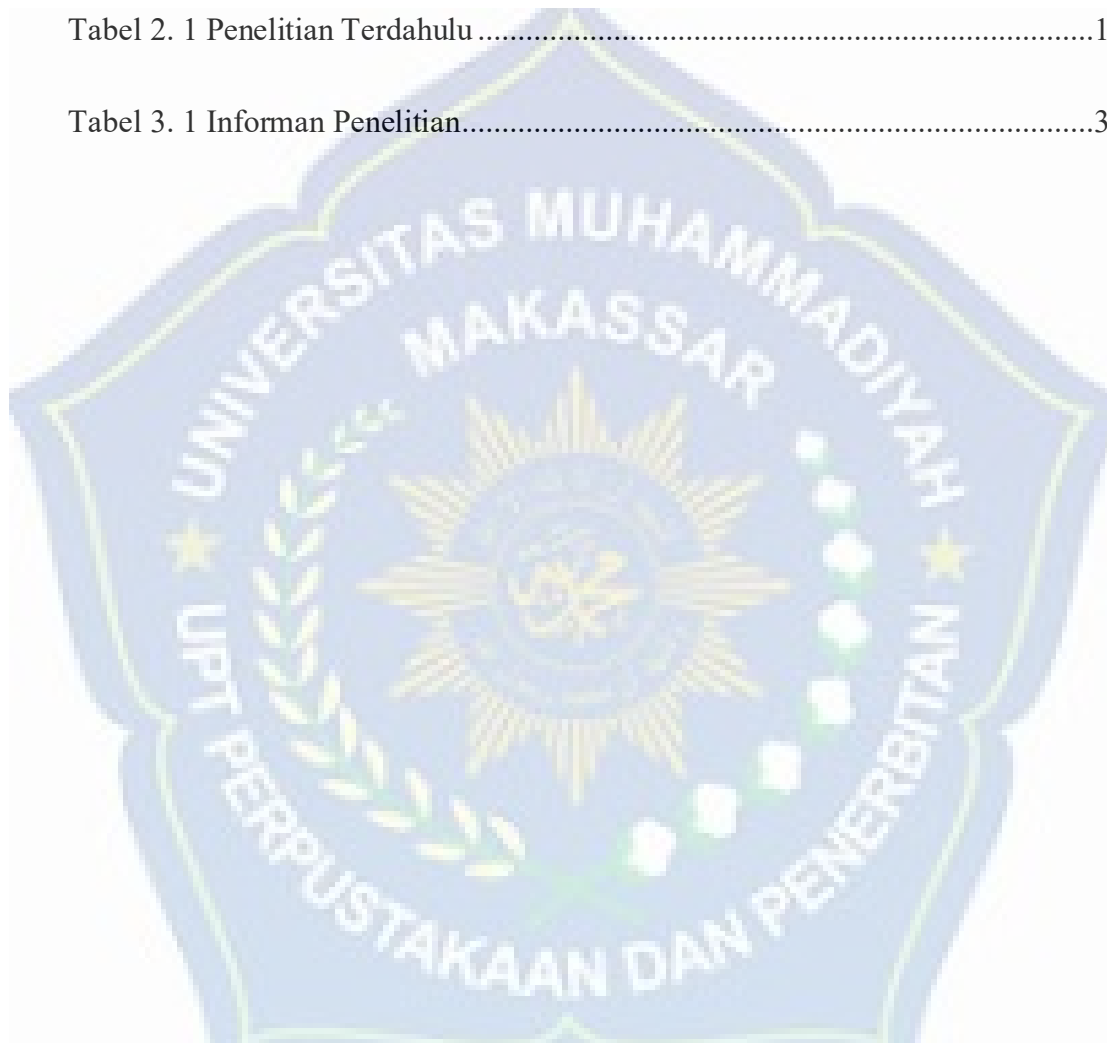 Tabel 2. 1 Penelitian Terdahulu.....................................................................................1
Tabel 3. 1 Informan Penelitian.......................................................................................3
UNIVERSITAS MUHAMMADIYAH
MAKASSAR
UPT PERPUSTAKAAN DAN PENERBITAN